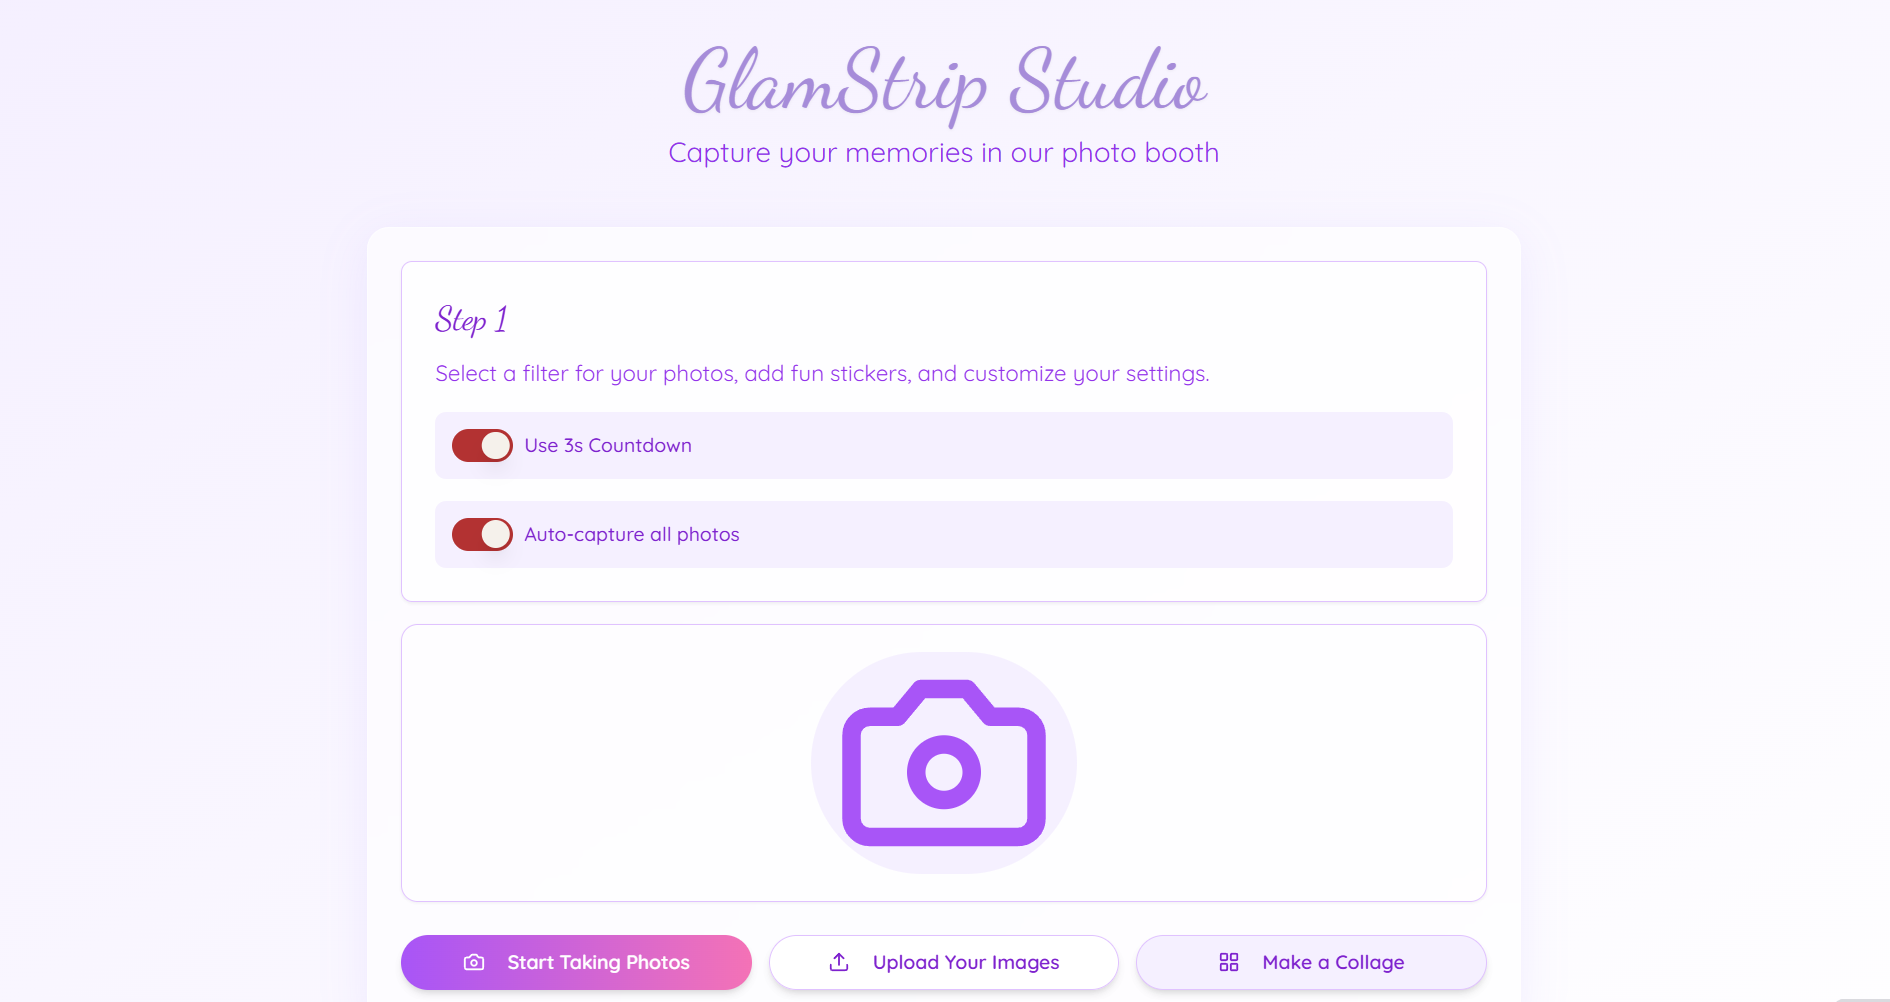 GlamStrip Studio
Capture your memories in our photo booth
Step 1
Select a filter for your photos, add fun stickers, and customize your settings.
Use 3s Countdown
Auto-capture all photos
Start Taking Photos
Upload Your Images
Make a Collage